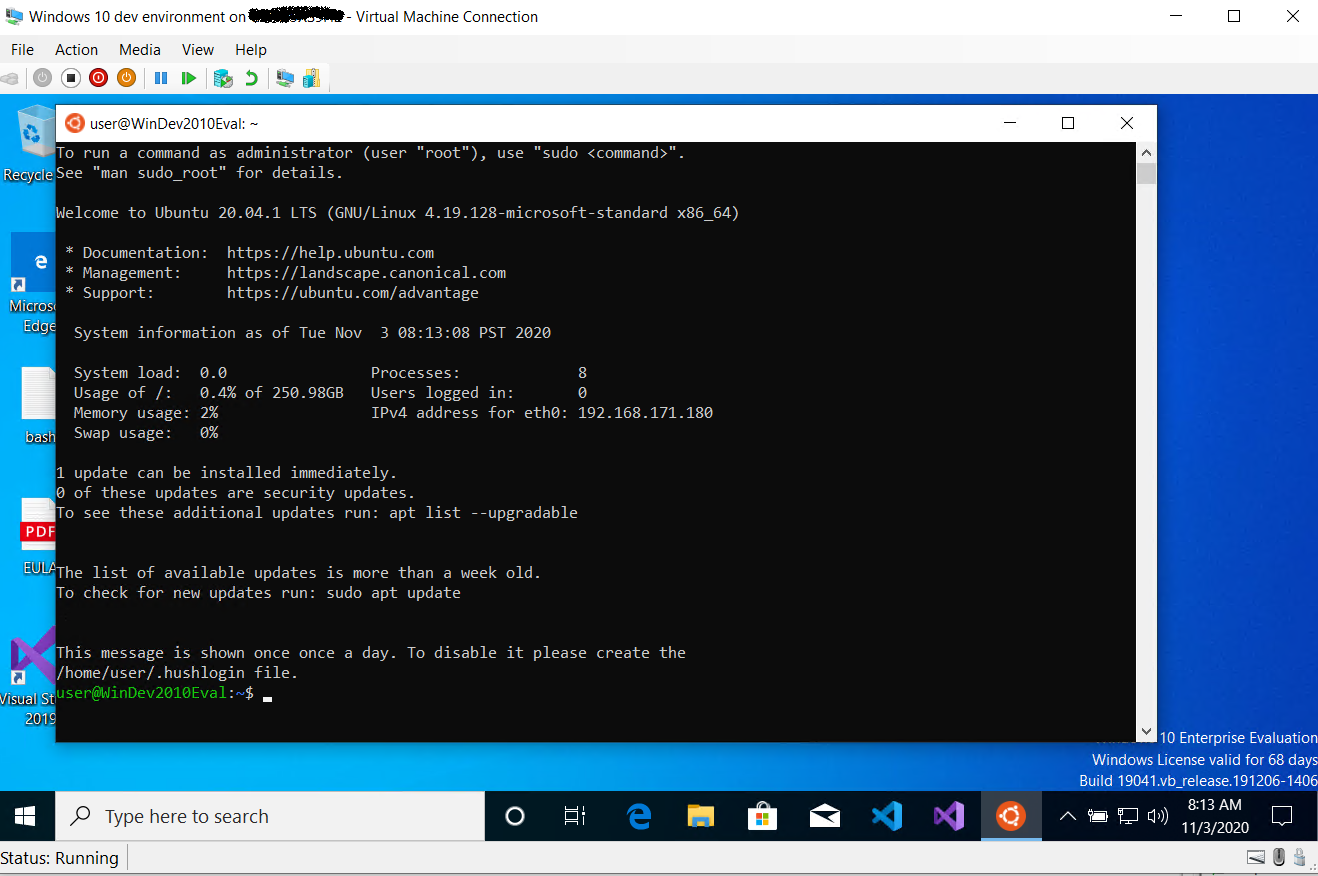 Windows 10 dev environment on - Virtual Machine Connection
File Action Media View Help
user@WinDev2010Eval: ~
To run a command as administrator (user "root"), use "sudo <command>".
See "man sudo_root" for details.
Welcome to Ubuntu 20.04.1 LTS (GNU/Linux 4.19.128-microsoft-standard x86_64)
* Documentation: https://help.ubuntu.com
* Management: https://landscape.canonical.com
* Support: https://ubuntu.com/advantage
System information as of Tue Nov 3 08:13:08 PST 2020
System load: 0.0 Processes: 8
Usage of /: 0.4% of 250.98GB Users logged in: 0
Memory usage: 2% IPv4 address for eth0: 192.168.171.180
Swap usage: 0%
1 update can be installed immediately.
0 of these updates are security updates.
To see these additional updates run: apt list --upgradable
The list of available updates is more than a week old.
To check for new updates run: sudo apt update
This message is shown once once a day. To disable it please create the
/home/user/.hushlogin file.
user@WinDev2010Eval:~$
Recycle
Micros
Edge
bash
PDF
EULA
Visual St
2019
10 Enterprise Evaluation
Windows License valid for 68 days
Build 19041.vb_release.191206-1406
Type here to search
8:13 AM
11/3/2020
Status: Running